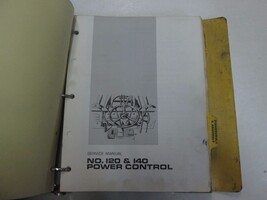 SERVICE MANUAL
NO. 120 & 140
POWER CONTROL